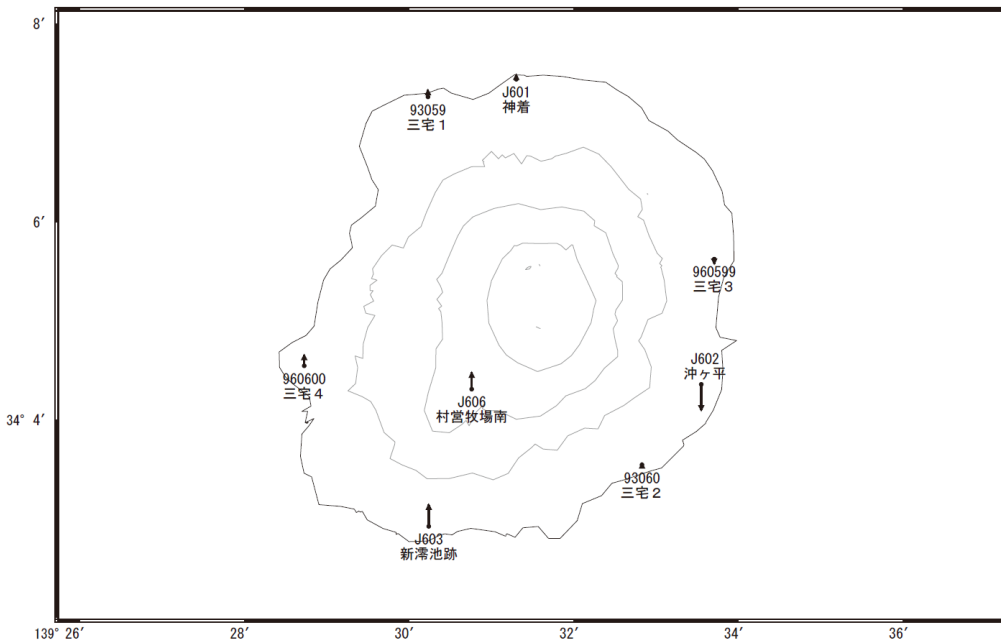 8′
J601
神着
93059
三宅１
6′
960599
三宅３
J602
沖ヶ平
960600
三宅４
J606
村営牧場南
34° 4′
93060
三宅２
J603
新澪池跡
139° 26′
28′
30′
32′
34′
36′